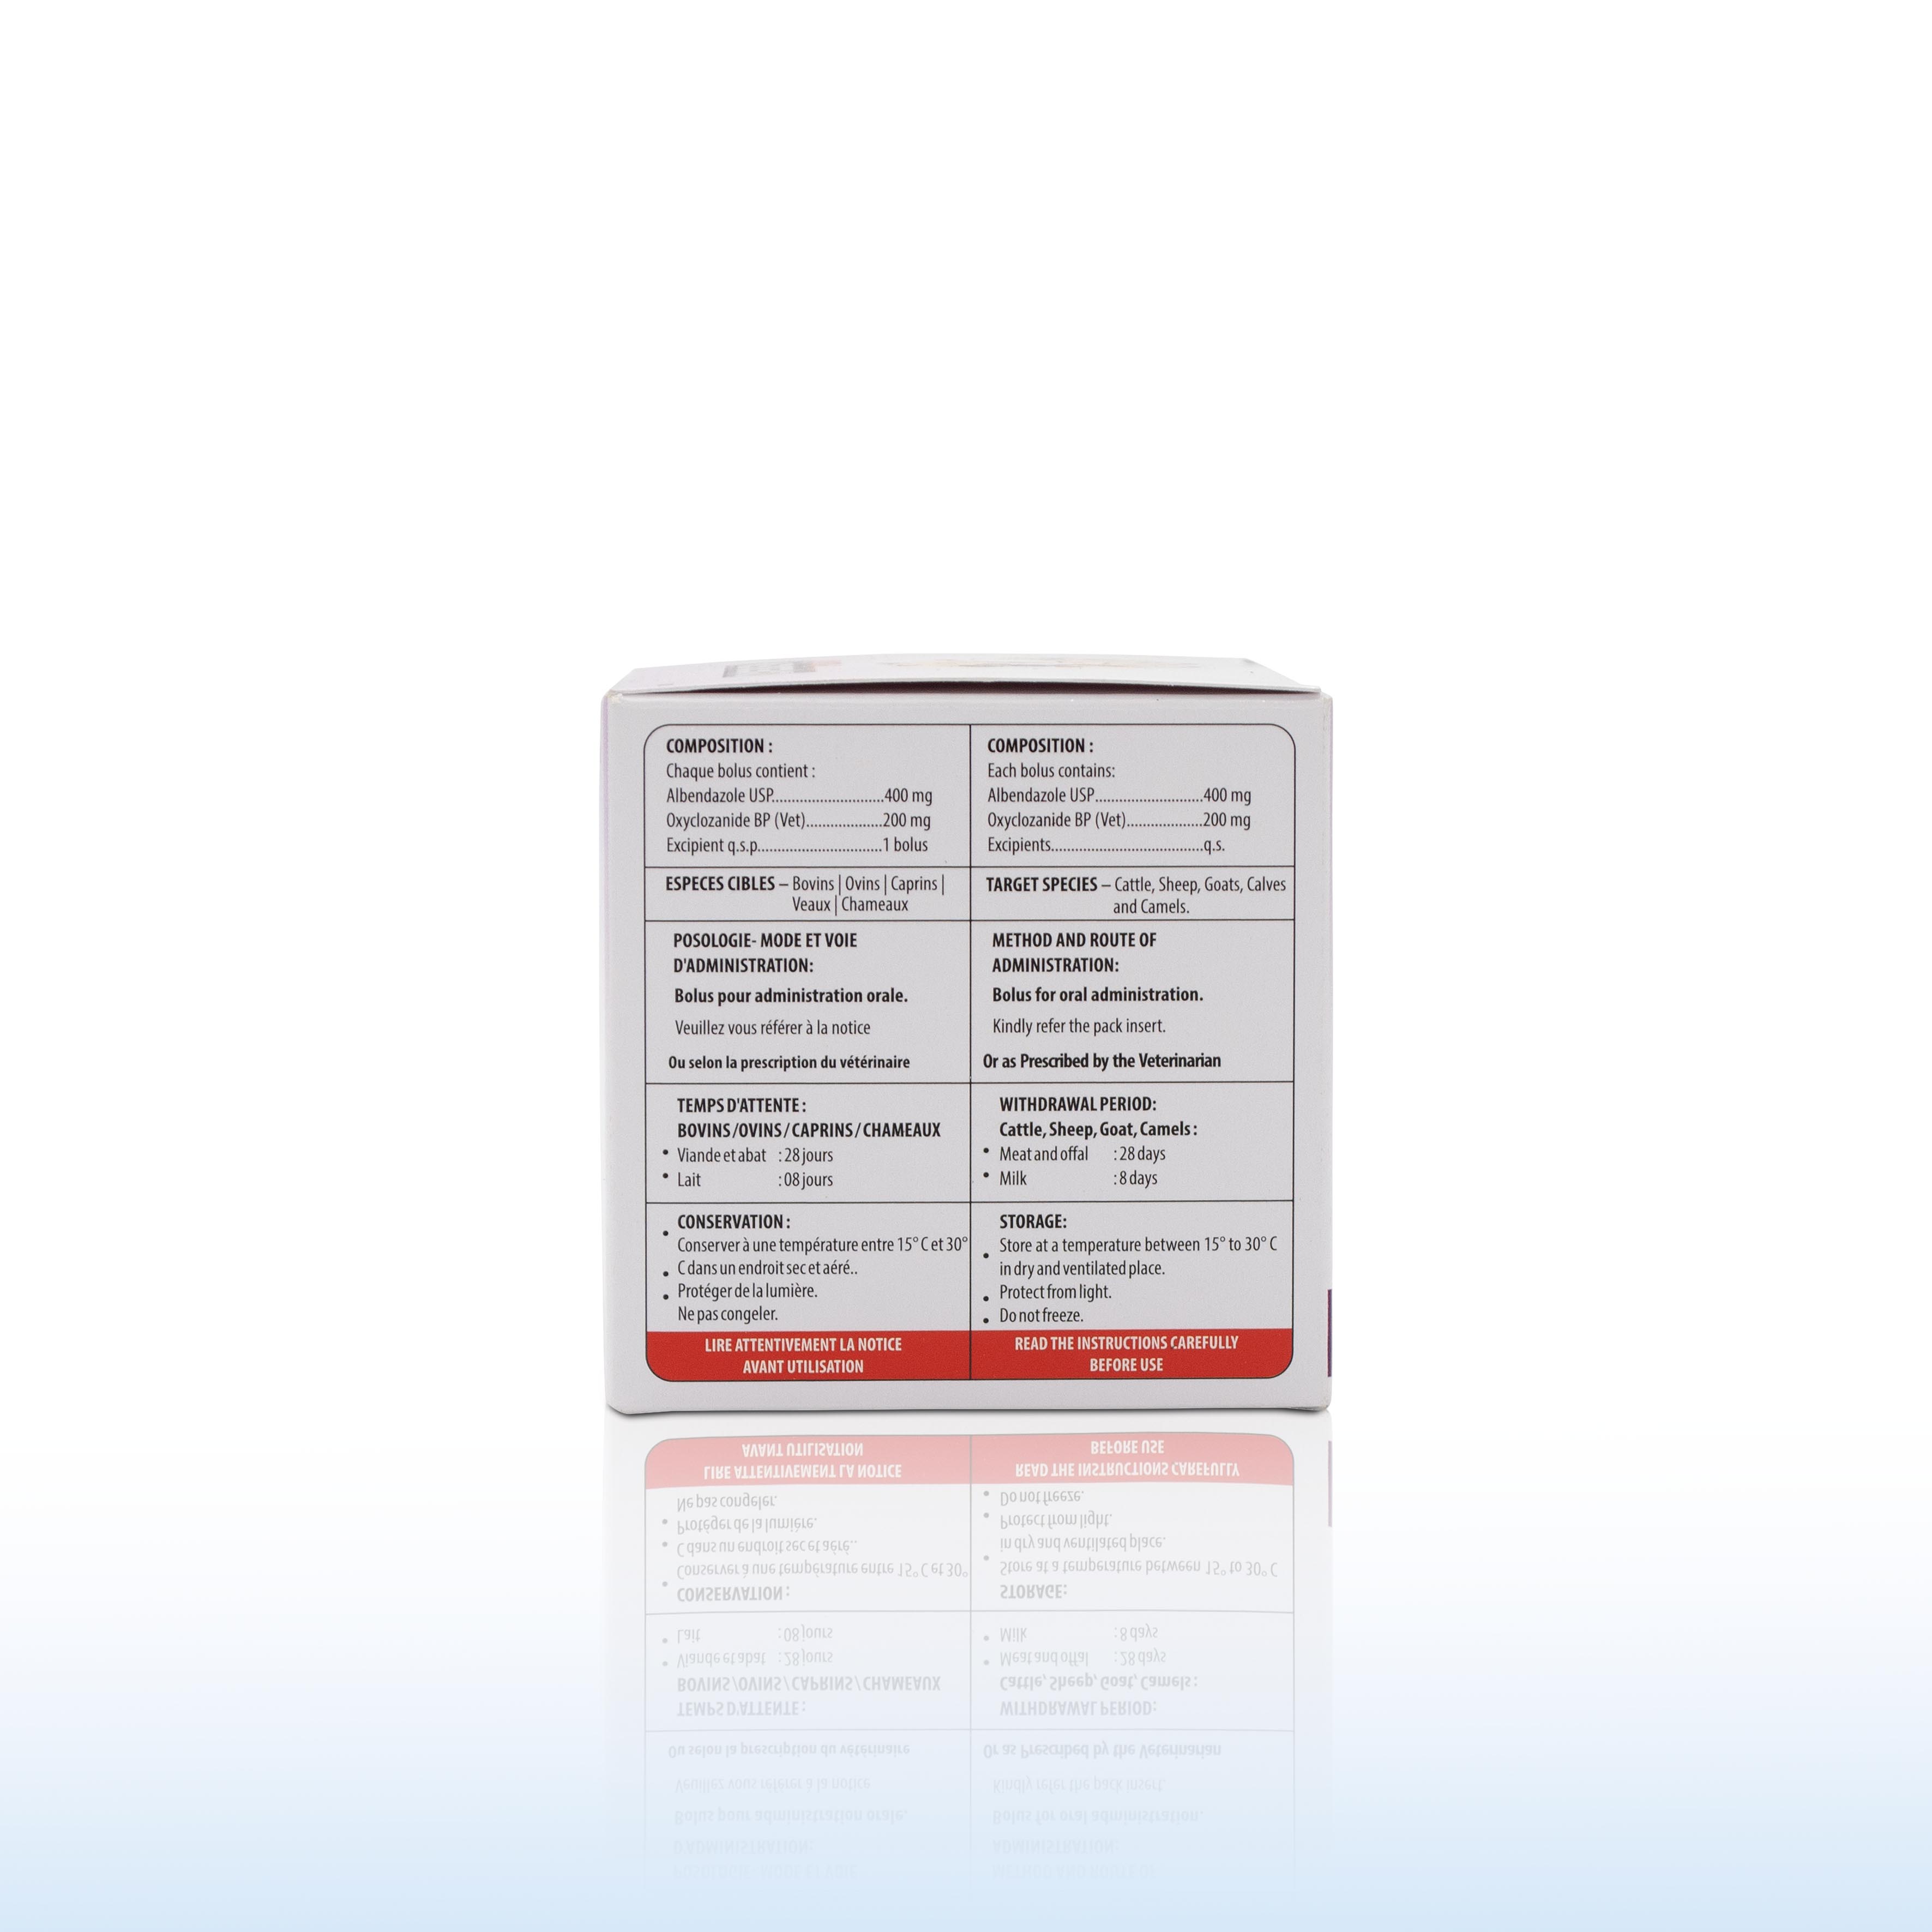 COMPOSITION :
Chaque bolus contient :
Albendazole USP............................400 mg
Oxyclozanide BP (Vet)...................200 mg
Excipient q.s.p...............................1 bolus
ESPECES CIBLES – Bovins | Ovins | Caprins |
Veaux | Chameaux
POSOLOGIE- MODE ET VOIE
D'ADMINISTRATION:
Bolus pour administration orale.
Veuillez vous référer à la notice
Ou selon la prescription du vétérinaire
TEMPS D'ATTENTE :
BOVINS/OVINS/CAPRINS/CHAMEAUX
• Viande et abat : 28 jours
• Lait : 08 jours
CONSERVATION :
• Conserver à une température entre 15° C et 30°
• C dans un endroit sec et aéré..
• Protéger de la lumière.
Ne pas congeler.
LIRE ATTENTIVEMENT LA NOTICE
AVANT UTILISATION
COMPOSITION :
Each bolus contains:
Albendazole USP...........................400 mg
Oxyclozanide BP (Vet)...................200 mg
Excipients......................................q.s.
TARGET SPECIES – Cattle, Sheep, Goats, Calves
and Camels.
METHOD AND ROUTE OF
ADMINISTRATION:
Bolus for oral administration.
Kindly refer the pack insert.
Or as Prescribed by the Veterinarian
WITHDRAWAL PERIOD:
Cattle, Sheep, Goat, Camels :
• Meat and offal : 28 days
• Milk : 8 days
STORAGE:
• Store at a temperature between 15° to 30° C
in dry and ventilated place.
• Protect from light.
• Do not freeze.
READ THE INSTRUCTIONS CAREFULLY
BEFORE USE